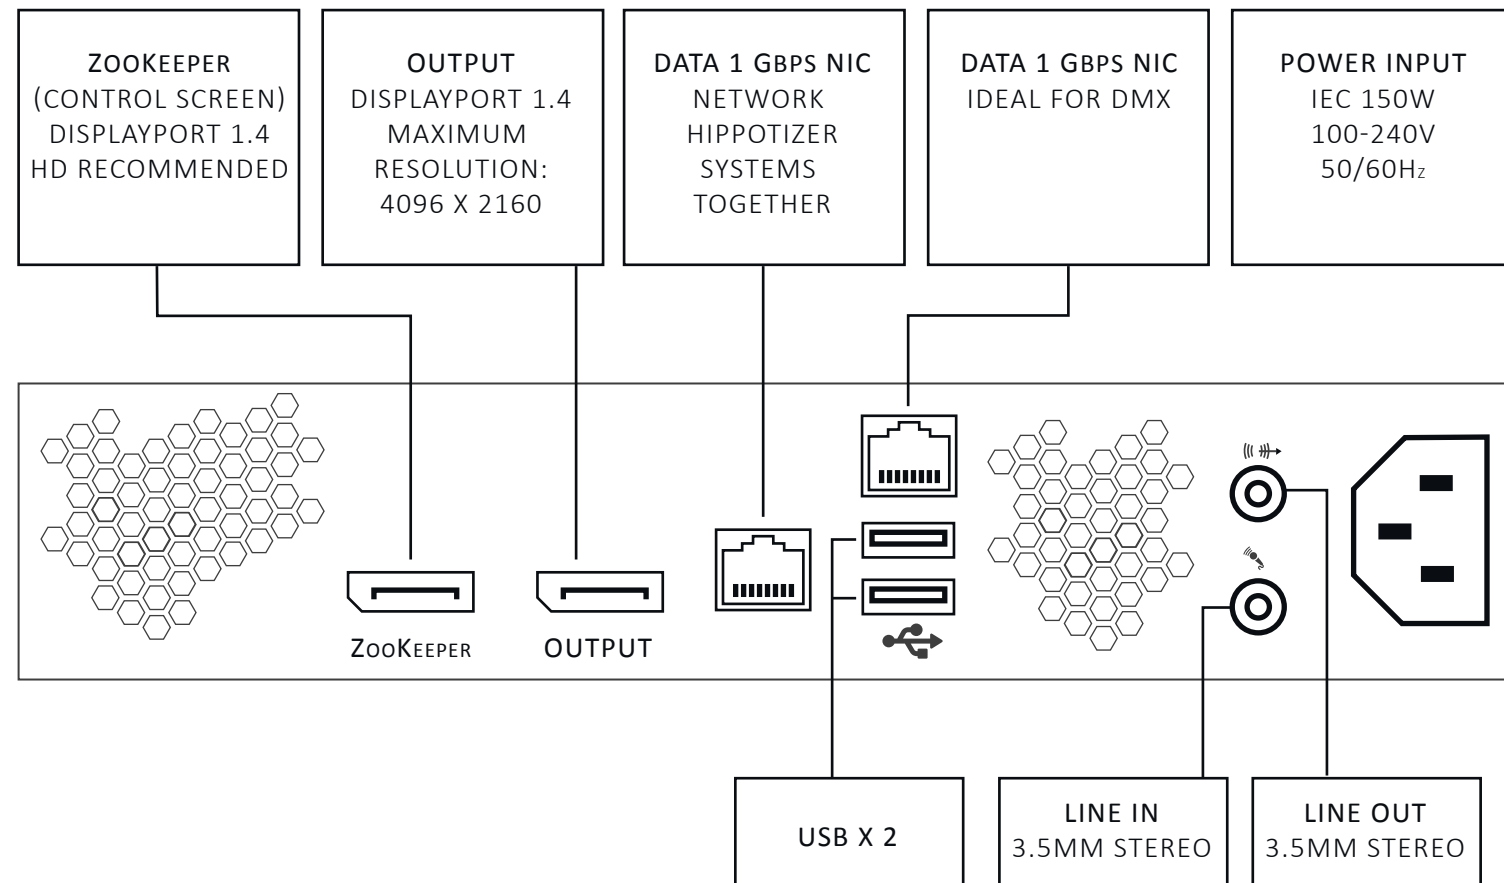 ZOOKEEPER
(CONTROL SCREEN)
DISPLAYPORT 1.4
HD RECOMMENDED
OUTPUT
DISPLAYPORT 1.4
MAXIMUM
RESOLUTION:
4096 X 2160
DATA 1 GBPS NIC
NETWORK
HIPPOTIZER
SYSTEMS
TOGETHER
DATA 1 GBPS NIC
IDEAL FOR DMX
POWER INPUT
IEC 150W
100-240V
50/60Hz
ZOOKEEPER
OUTPUT
USB X 2
LINE IN
3.5MM STEREO
LINE OUT
3.5MM STEREO